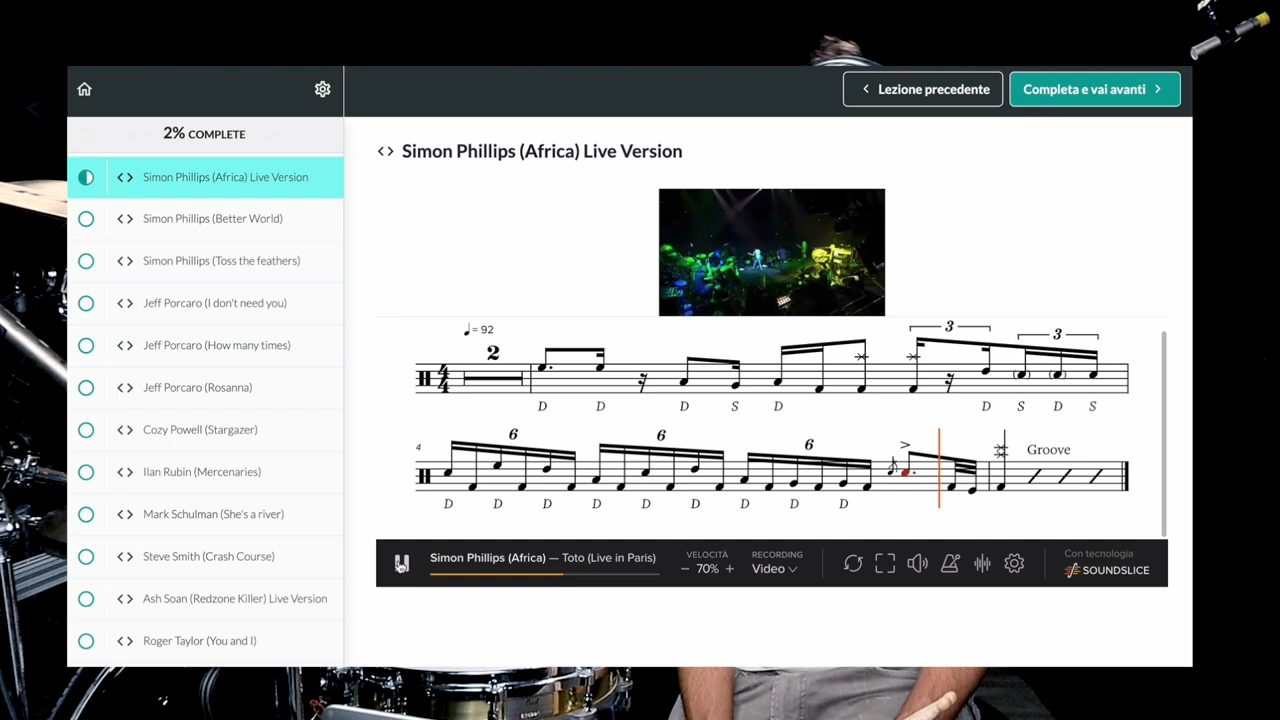 Lezione precedente
Completa e vai avanti
2% COMPLETE
Simon Phillips (Africa) Live Version
Simon Phillips (Better World)
Simon Phillips (Toss the feathers)
Jeff Porcaro (I don't need you)
Jeff Porcaro (How many times)
Jeff Porcaro (Rosanna)
Cozy Powell (Stargazer)
Ilan Rubin (Mercenaries)
Mark Schulman (She's a river)
Steve Smith (Crash Course)
Ash Soan (Redzone Killer) Live Version
Roger Taylor (You and I)
Simon Phillips (Africa) Live Version
= 92
2 3 3
4 4
D D D S D D S D S
4 6 6 6
Groove
D D D D D D D D D
Simon Phillips (Africa) — Toto (Live in Paris)
VELOCITÀ
− 70% +
RECORDING
Video
Con tecnologia
SOUNDSLICE